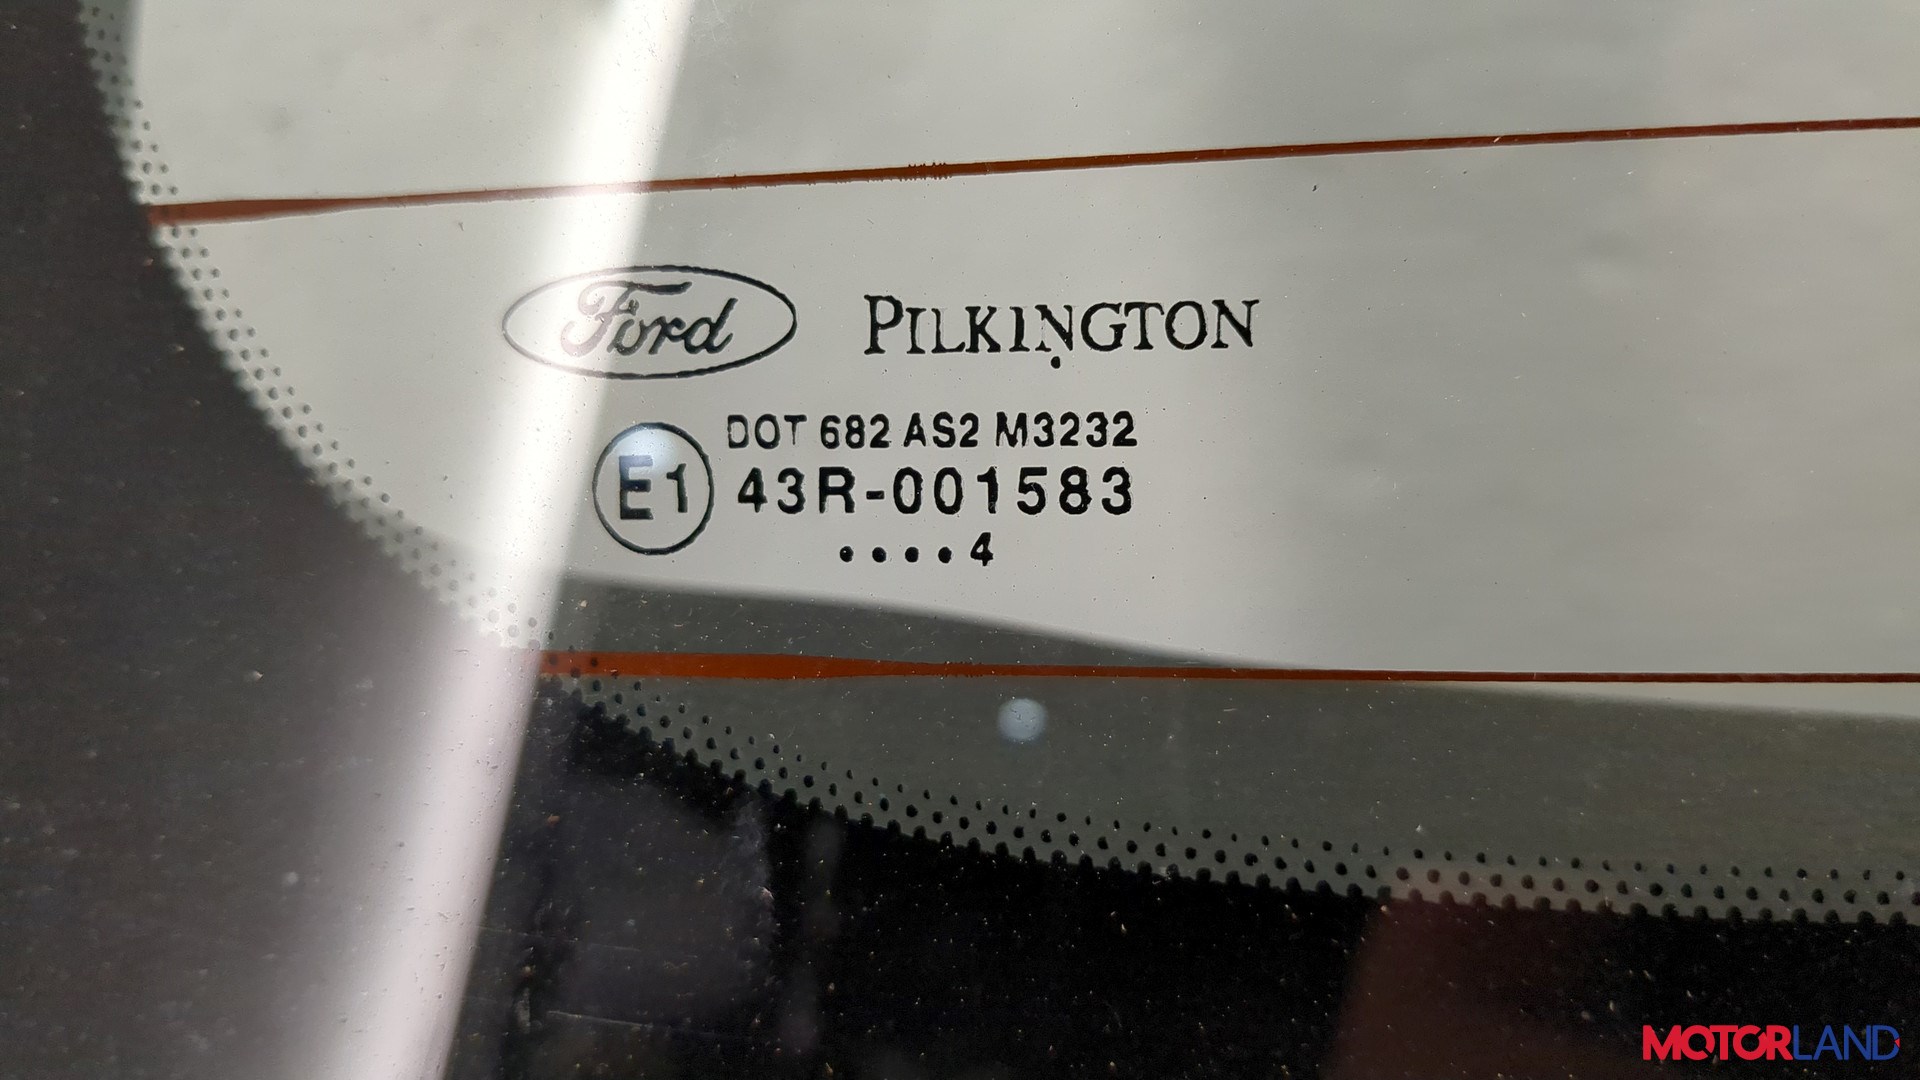 Ford PILKINGTON
DOT 682 AS2 M3232
E1 43R-001583
....4
MOTORLAND